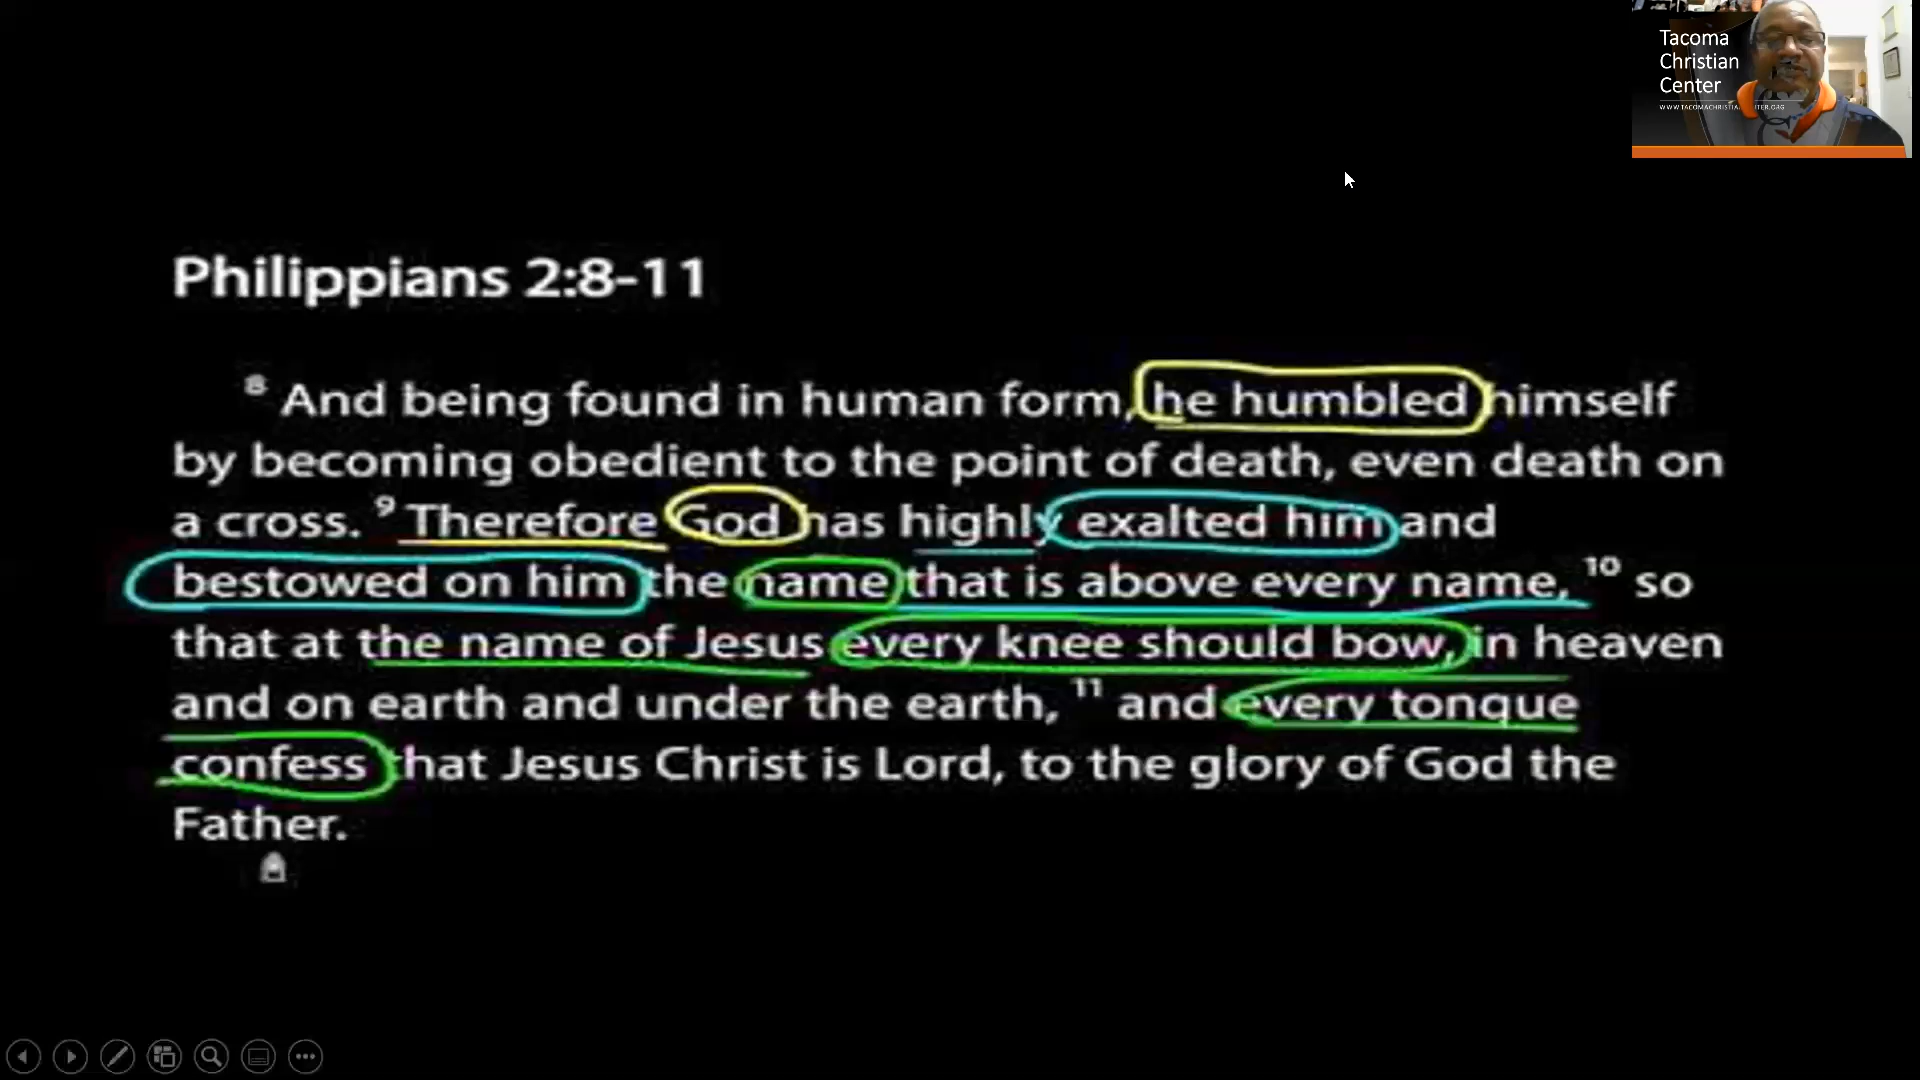 Tacoma
Christian
Center
Philippians 2:8-11
8 And being found in human form, he humbled himself
by becoming obedient to the point of death, even death on
a cross. 9 Therefore God has highly exalted him and
bestowed on him the name that is above every name, 10 so
that at the name of Jesus every knee should bow, in heaven
and on earth and under the earth, 11 and every tongue
confess that Jesus Christ is Lord, to the glory of God the
Father.